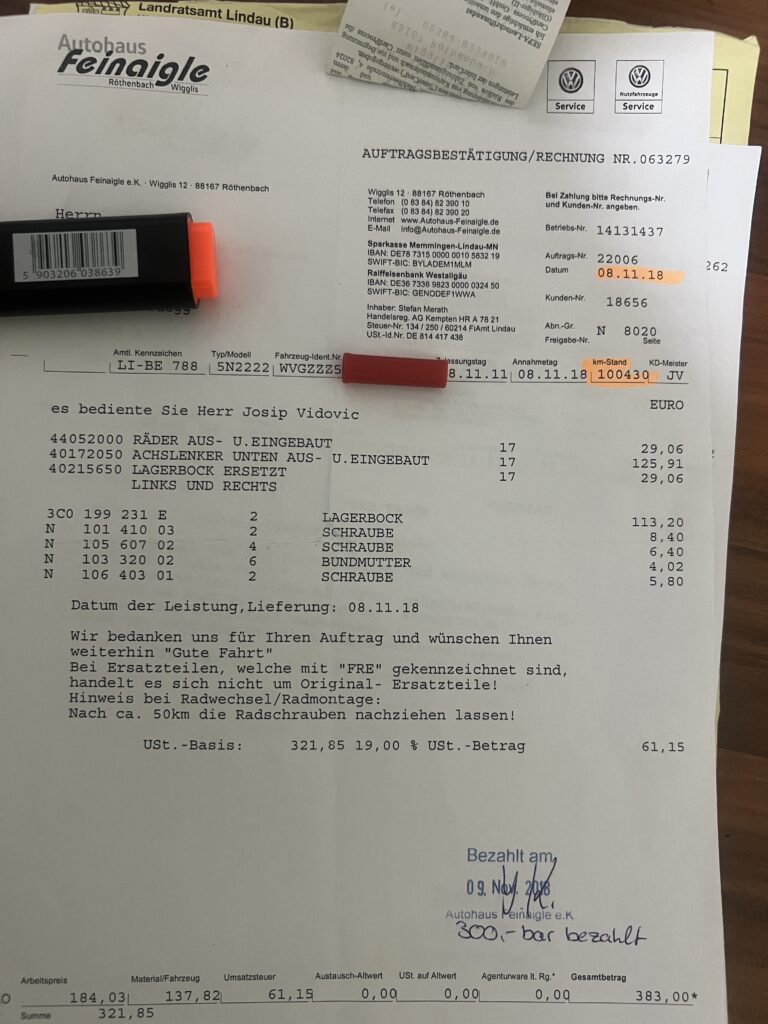 Landratsamt Lindau (B)
Autohaus
Feinaigle
Röthenbach Wigglis
Service
Nutzfahrzeuge
Service
AUFTRAGSBESTÄTIGUNG/RECHNUNG NR.063279
Autohaus Feinaigle e.K. · Wigglis 12 · 88167 Röthenbach
Herrn
5 903206 038639
Wigglis 12 · 88167 Röthenbach
Telefon (0 83 84) 82 390 10
Telefax (0 83 84) 82 390 20
Internet www.Autohaus-Feinaigle.de
E-Mail info@Autohaus-Feinaigle.de
Sparkasse Memmingen-Lindau-MN
IBAN: DE78 7315 0000 0010 5832 19
SWIFT-BIC: BYLADEM1MLM
Raiffeisenbank Westallgäu
IBAN: DE36 7336 9823 0000 0324 50
SWIFT-BIC: GENODEF1WWA
Inhaber: Stefan Merath
Handelsreg. AG Kempten HR A 78 21
Steuer-Nr. 134 / 250 / 60214 FiAmt Lindau
USt.-Id.Nr. DE 814 417 438
Bei Zahlung bitte Rechnungs-Nr.
und Kunden-Nr. angeben.
Betriebs-Nr. 14131437
Auftrags-Nr. 22006
Datum 08.11.18
Kunden-Nr. 18656
Abn.-Gr. N 8020
Freigabe-Nr. Seite
262
Amtl. Kennzeichen Typ/Modell Fahrzeug-Ident.Nr. lassungstag Annahmetag km-Stand KD-Meister
LI-BE 788 5N2222 WVGZZZ5 8.11.11 08.11.18 100430 JV
es bediente Sie Herr Josip Vidovic EURO
44052000 RÄDER AUS- U.EINGEBAUT 17 29,06
40172050 ACHSLENKER UNTEN AUS- U.EINGEBAUT 17 125,91
40215650 LAGERBOCK ERSETZT 17 29,06
LINKS UND RECHTS
3C0 199 231 E 2 LAGERBOCK 113,20
N 101 410 03 2 SCHRAUBE 8,40
N 105 607 02 4 SCHRAUBE 6,40
N 103 320 02 6 BUNDMUTTER 4,02
N 106 403 01 2 SCHRAUBE 5,80
Datum der Leistung,Lieferung: 08.11.18
Wir bedanken uns für Ihren Auftrag und wünschen Ihnen
weiterhin "Gute Fahrt"
Bei Ersatzteilen, welche mit "FRE" gekennzeichnet sind,
handelt es sich nicht um Original- Ersatzteile!
Hinweis bei Radwechsel/Radmontage:
Nach ca. 50km die Radschrauben nachziehen lassen!
USt.-Basis: 321,85 19,00 % USt.-Betrag 61,15
Bezahlt am
09. Nov. 2018
Autohaus Feinaigle e.K
300,- bar bezahlt
Arbeitspreis Material/Fahrzeug Umsatzsteuer Austausch-Altwert USt. auf Altwert Agenturware lt. Rg.* Gesamtbetrag
184,03 137,82 61,15 0,00 0,00 0,00 383,00*
Summe 321,85